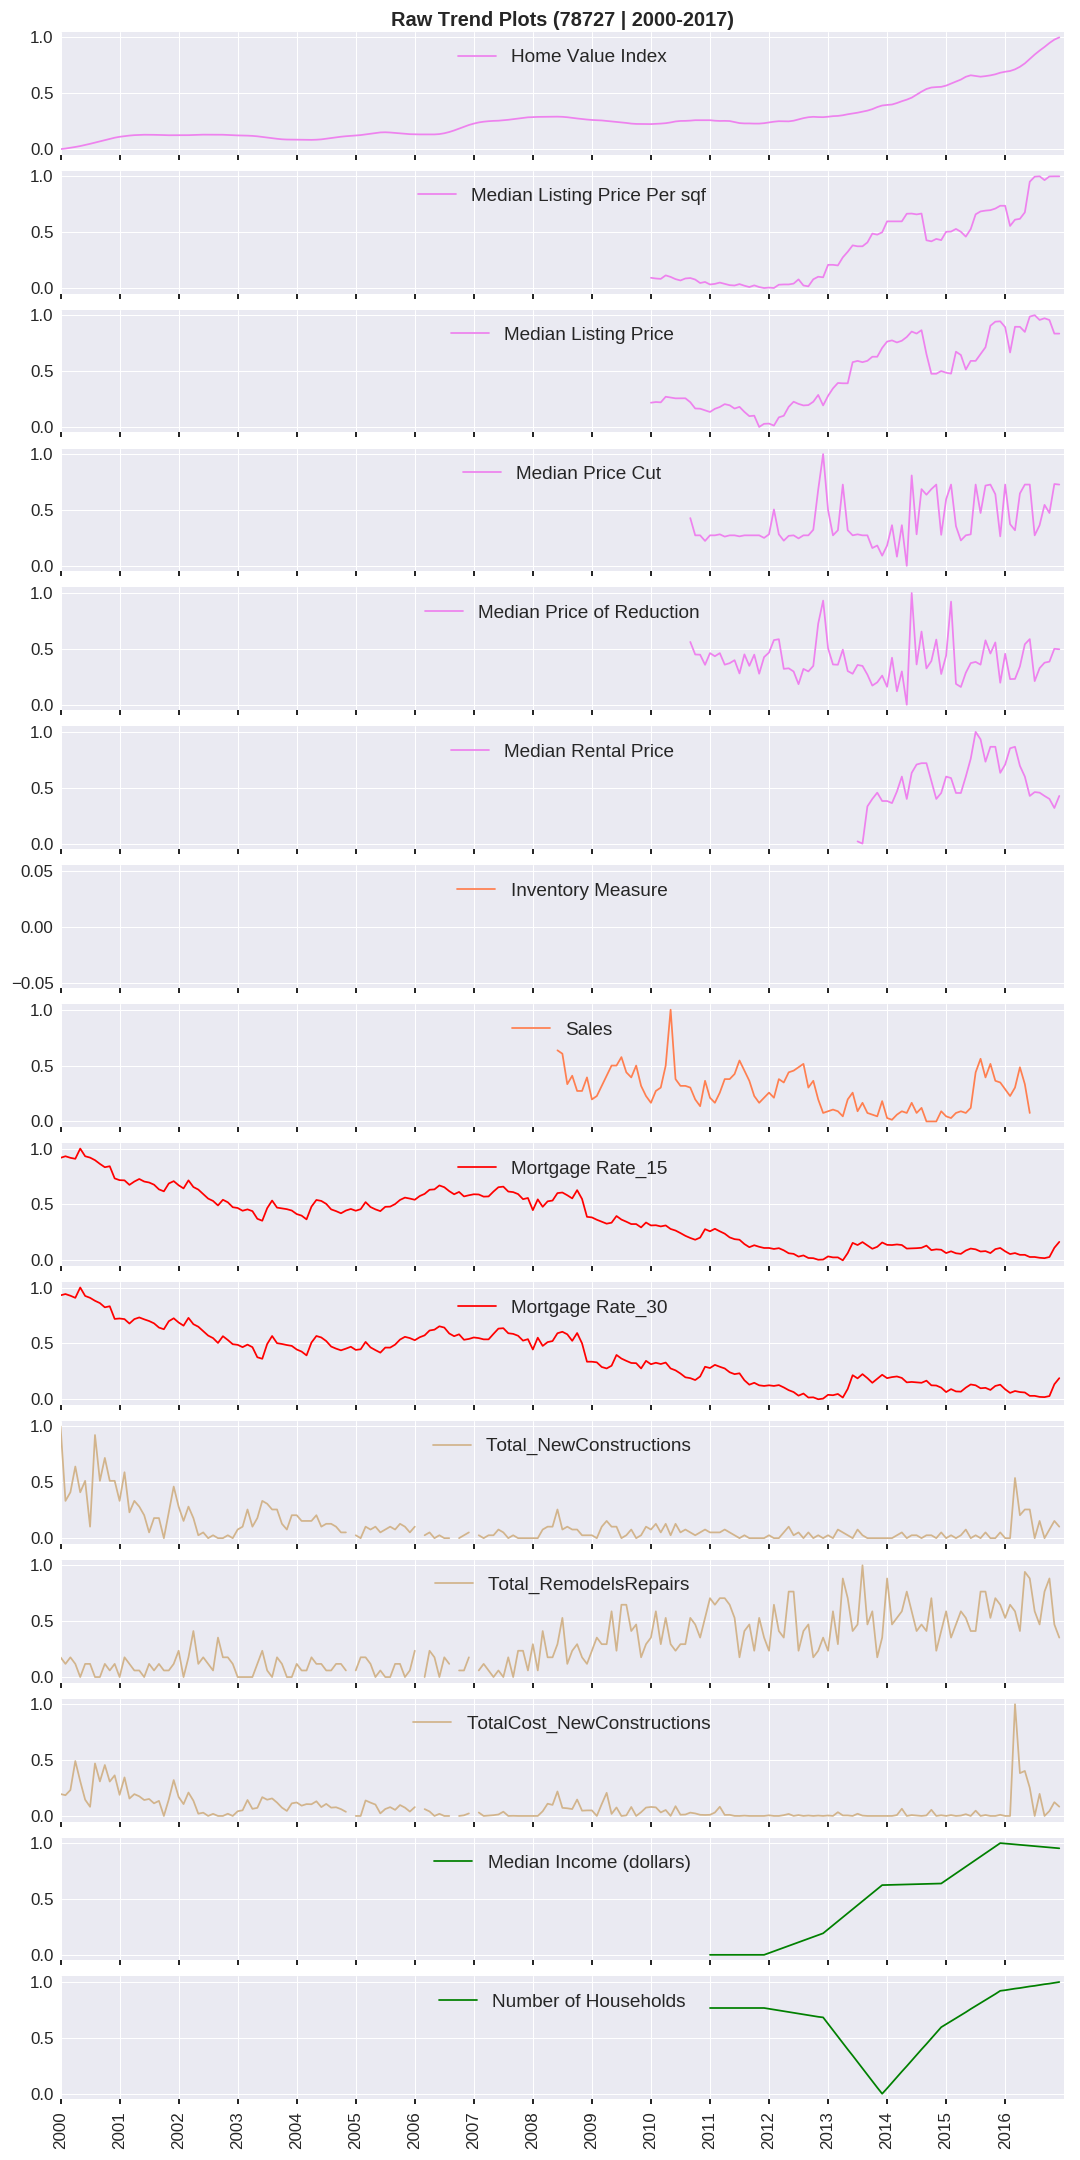 Raw Trend Plots (78727 | 2000-2017)
1.0
Home Value Index
0.5
0.0
1.0
Median Listing Price Per sqf
0.5
0.0
1.0
Median Listing Price
0.5
0.0
1.0
Median Price Cut
0.5
0.0
1.0
Median Price of Reduction
0.5
0.0
1.0
Median Rental Price
0.5
0.0
0.05
Inventory Measure
0.00
−0.05
1.0
Sales
0.5
0.0
1.0
Mortgage Rate_15
0.5
0.0
1.0
Mortgage Rate_30
0.5
0.0
1.0
Total_NewConstructions
0.5
0.0
1.0
Total_RemodelsRepairs
0.5
0.0
1.0
TotalCost_NewConstructions
0.5
0.0
1.0
Median Income (dollars)
0.5
0.0
1.0
Number of Households
0.5
0.0
2000 2001 2002 2003 2004 2005 2006 2007 2008 2009 2010 2011 2012 2013 2014 2015 2016